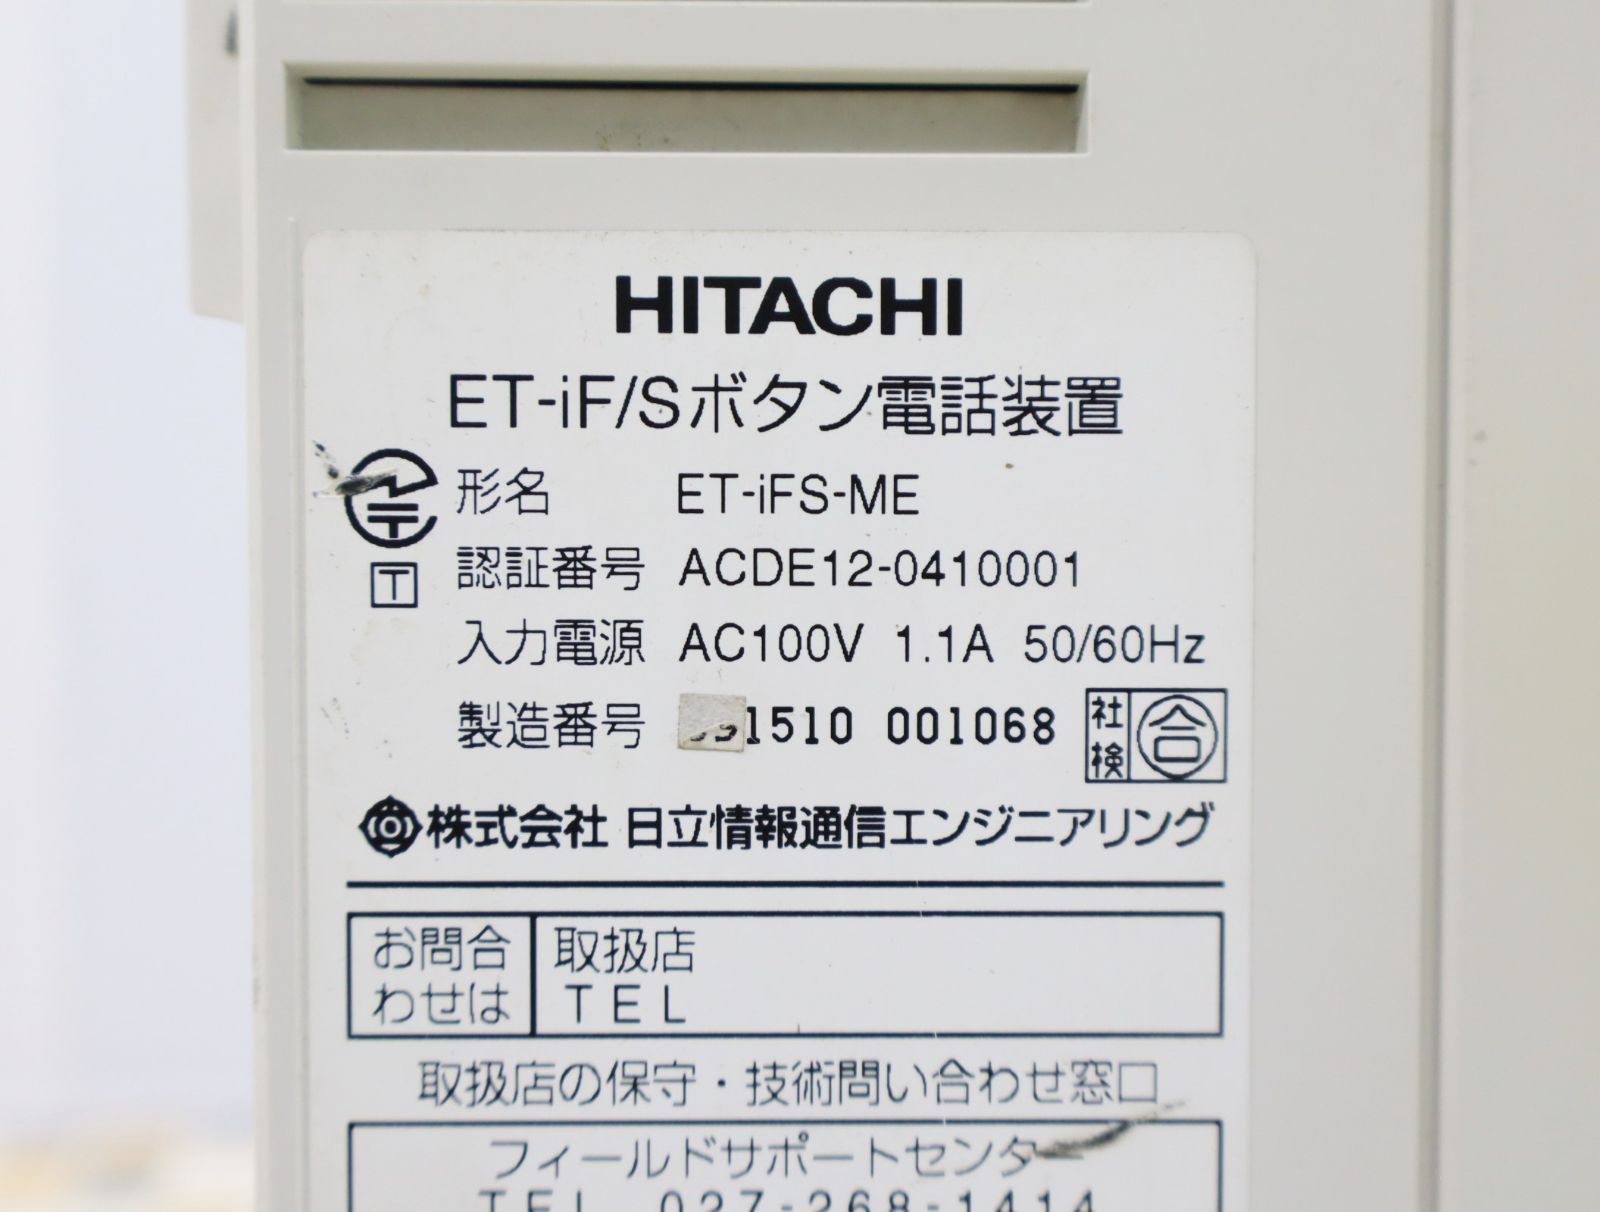 HITACHI
ET-iF/Sボタン電話装置
形名 ET-iFS-ME
T
認証番号 ACDE12-0410001
入力電源 AC100V 1.1A 50/60Hz
製造番号 1510 001068
社検 合
株式会社 日立情報通信エンジニアリング
お問合わせは
取扱店
TEL
取扱店の保守・技術問い合わせ窓口
フィールドサポートセンター
TEL 027-268-1414